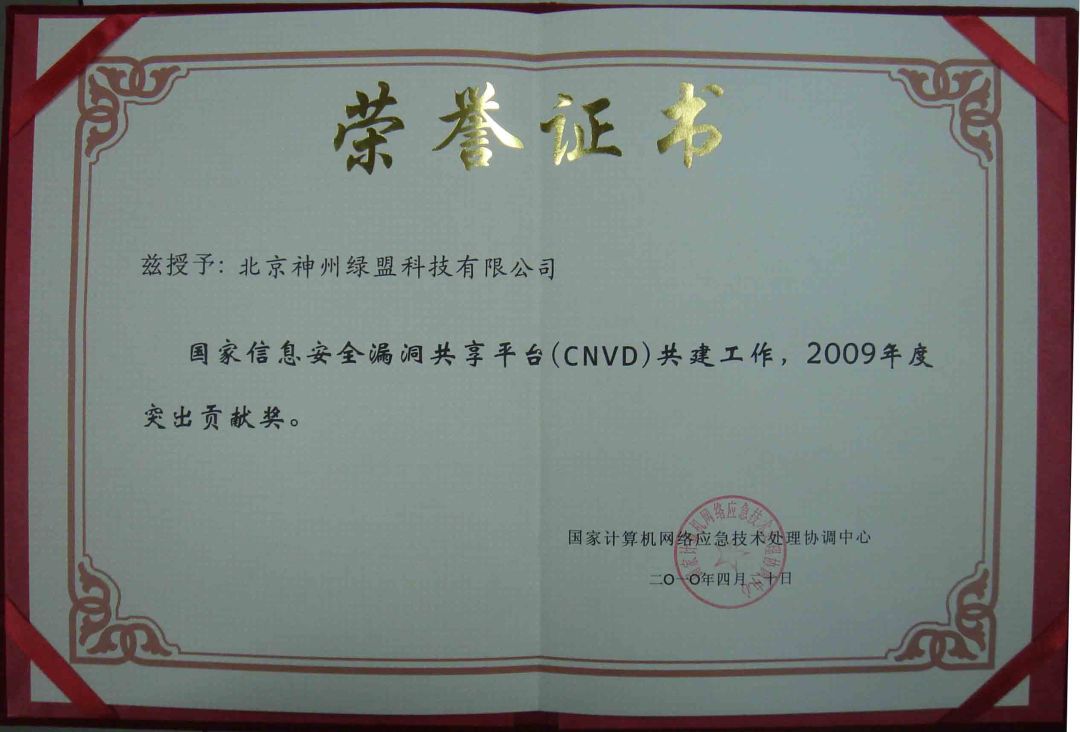 荣誉证书
兹授予：北京神州绿盟科技有限公司
国家信息安全漏洞共享平台(CNVD)共建工作，2009年度
突出贡献奖。
国家计算机网络应急技术处理协调中心
二〇一〇年四月二十日
国家计算机网络应急技术处理协调中心